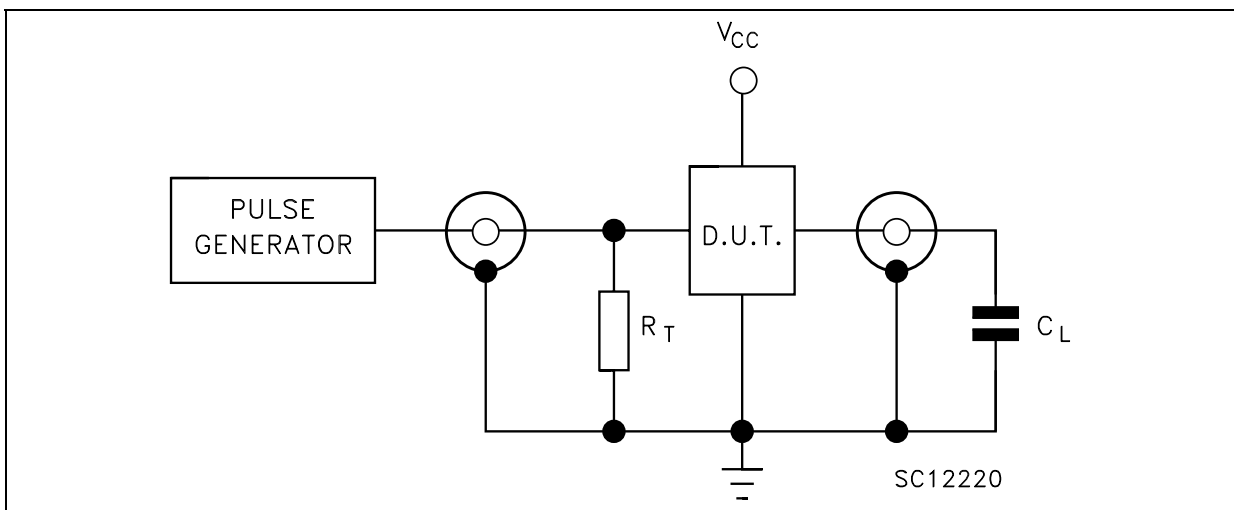 VCC
PULSE
GENERATOR
D.U.T.
RT
CL
SC12220